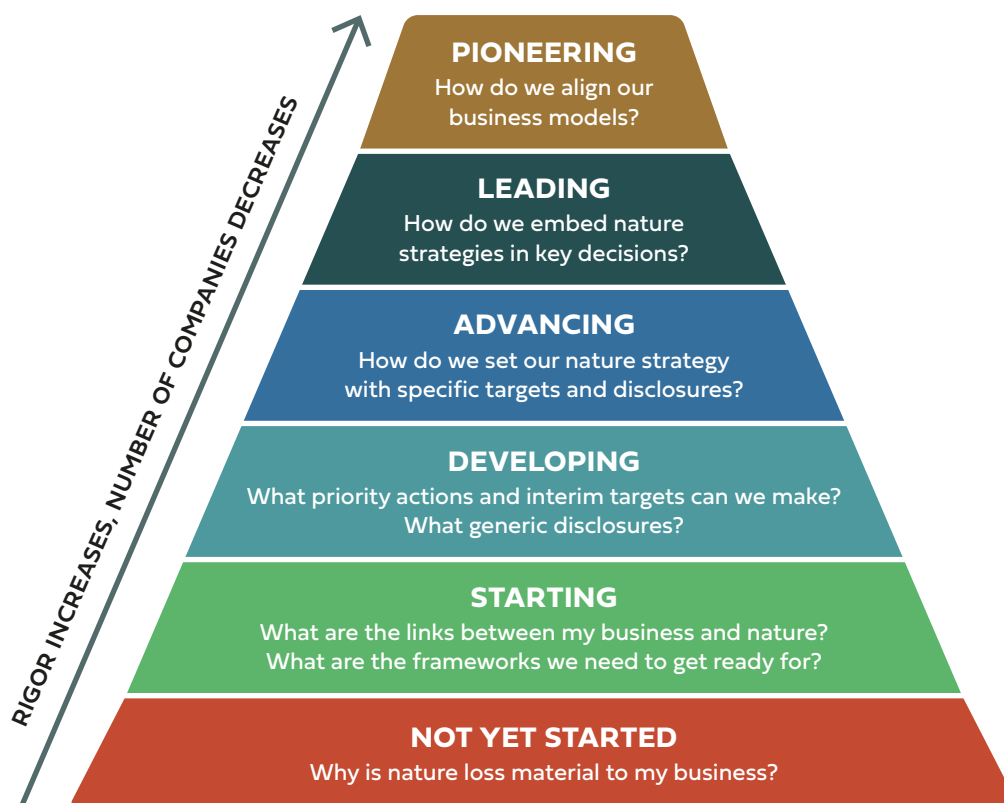 RIGOR INCREASES, NUMBER OF COMPANIES DECREASES
PIONEERING
How do we align our
business models?
LEADING
How do we embed nature
strategies in key decisions?
ADVANCING
How do we set our nature strategy
with specific targets and disclosures?
DEVELOPING
What priority actions and interim targets can we make?
What generic disclosures?
STARTING
What are the links between my business and nature?
What are the frameworks we need to get ready for?
NOT YET STARTED
Why is nature loss material to my business?